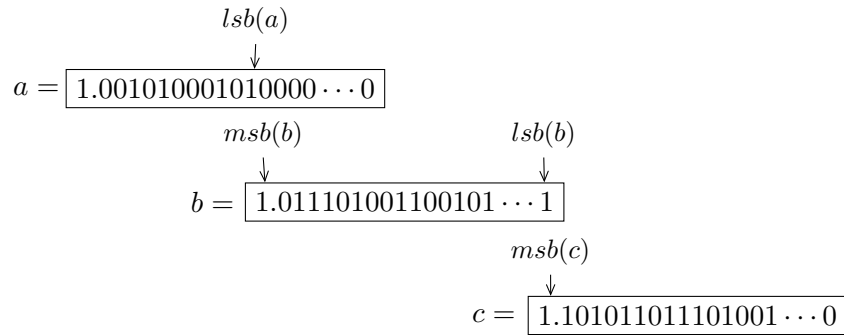 lsb(a)
a = 1.001010001010000 ⋯ 0
msb(b) lsb(b)
b = 1.011101001100101 ⋯ 1
msb(c)
c = 1.101011011101001 ⋯ 0